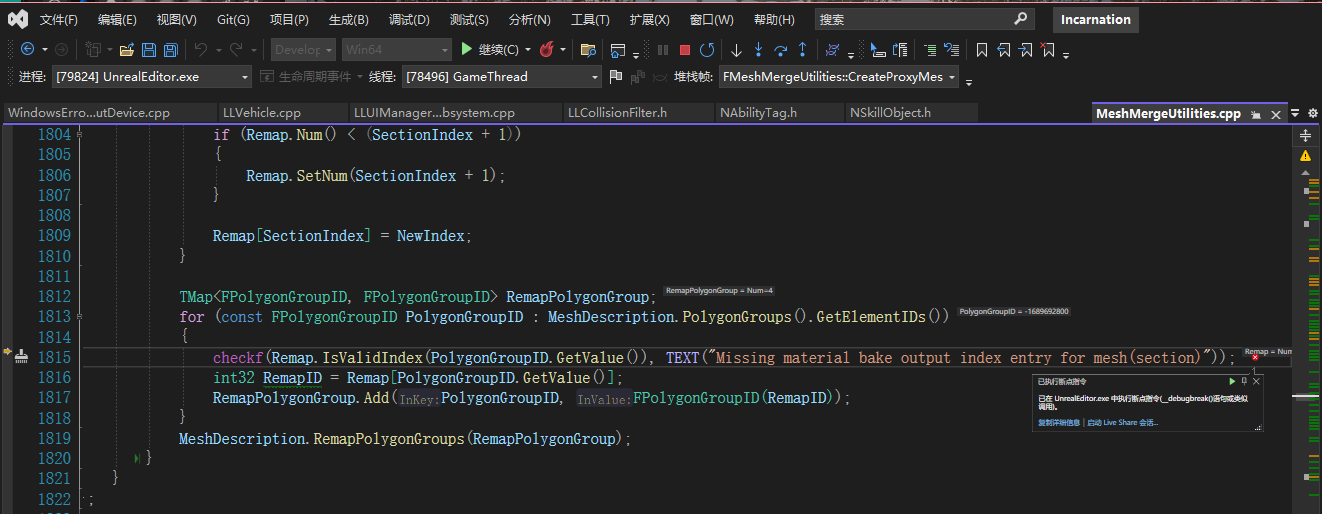 文件(F) 编辑(E) 视图(V) Git(G) 项目(P) 生成(B) 调试(D) 测试(S) 分析(N) 工具(T) 扩展(X) 窗口(W) 帮助(H) 搜索 Incarnation
Develop Win64 继续(C)
进程: [79824] UnrealEditor.exe 生命周期事件 线程: [78496] GameThread 堆栈帧: FMeshMergeUtilities::CreateProxyMes
WindowsErro...utDevice.cpp LLVehicle.cpp LLUIManager...bsystem.cpp LLCollisionFilter.h NAbilityTag.h NSkillObject.h MeshMergeUtilities.cpp
1804 if (Remap.Num() < (SectionIndex + 1))
1805 {
1806 Remap.SetNum(SectionIndex + 1);
1807 }
1808
1809 Remap[SectionIndex] = NewIndex;
1810 }
1811
1812 TMap<FPolygonGroupID, FPolygonGroupID> RemapPolygonGroup; RemapPolygonGroup = Num=4
1813 for (const FPolygonGroupID PolygonGroupID : MeshDescription.PolygonGroups().GetElementIDs()) PolygonGroupID = -1689692800
1814 {
1815 checkf(Remap.IsValidIndex(PolygonGroupID.GetValue()), TEXT("Missing material bake output index entry for mesh(section)")); Remap = Num
1816 int32 RemapID = Remap[PolygonGroupID.GetValue()];
1817 RemapPolygonGroup.Add(InKey:PolygonGroupID, InValue:FPolygonGroupID(RemapID));
1818 }
1819 MeshDescription.RemapPolygonGroups(RemapPolygonGroup);
1820 }
1821 }
1822 ;
已执行断点指令
已在 UnrealEditor.exe 中执行断点指令(__debugbreak()语句或类似
调用)。
复制详细信息 | 启动 Live Share 会话...